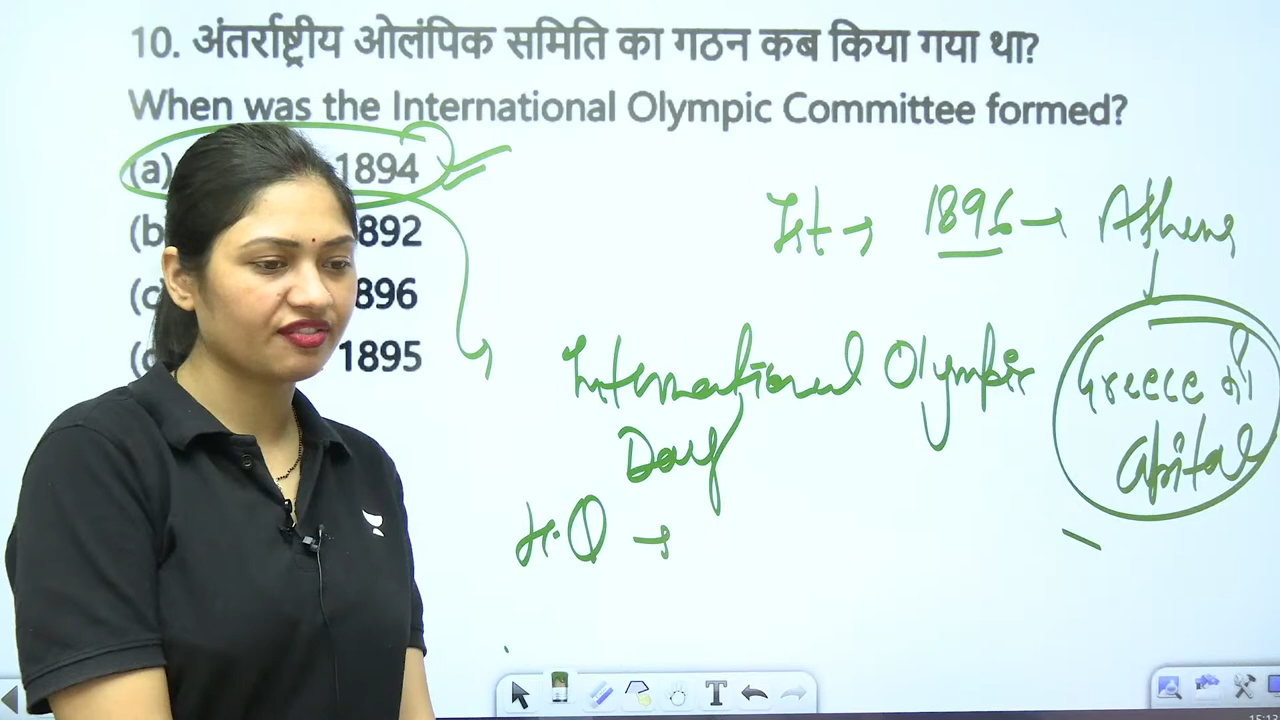 10. अंतर्राष्ट्रीय ओलंपिक समिति का गठन कब किया गया था?
When was the International Olympic Committee formed?
(a) 1894
(b 892
(c 896
( 1895
Ist → 1896 → Athens
International Olympic
Day
Greece की
Capital
H.Q →
T